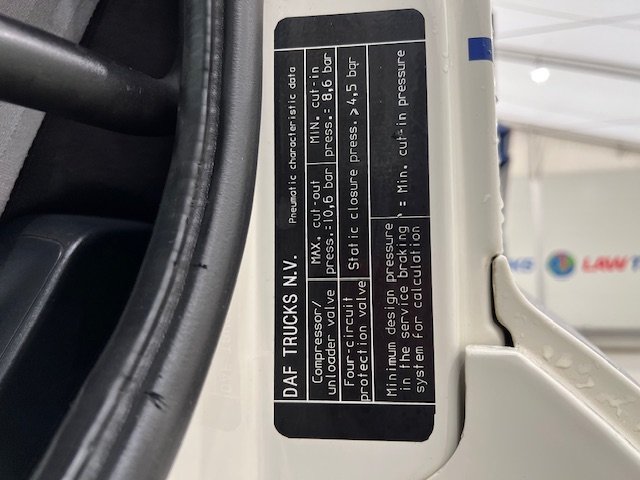 DAF TRUCKS N.V. Pneumatic characteristic data
Compressor/ MAX. cut-out MIN. cut-in
unloader valve press.=10,6 bar press.= 8,6 bar
Four-circuit Static closure press. > 4,5 bar
protection valve
Minimum design pressure
in the service braking = Min. cut-in pressure
system for calculation
LAW